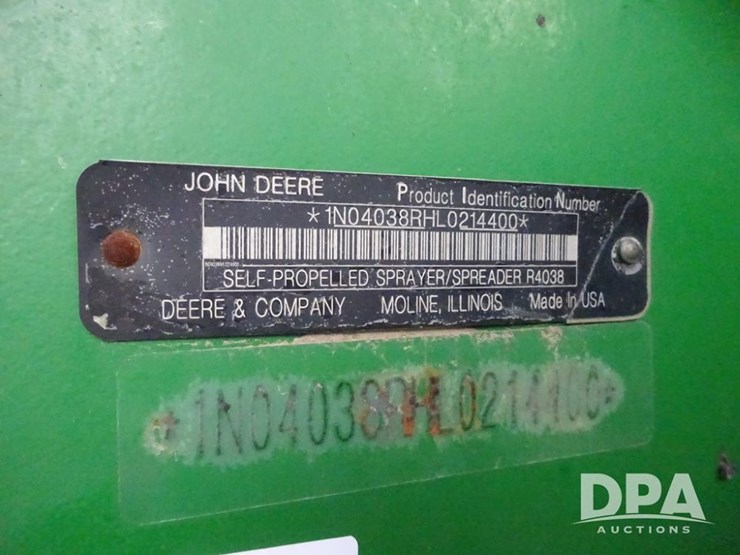 JOHN DEERE Product Identification Number
*1N04038RHL0214400*
SELF-PROPELLED SPRAYER/SPREADER R4038
DEERE & COMPANY MOLINE, ILLINOIS Made In USA
*1N04038RHL0214400*
DPA
AUCTIONS